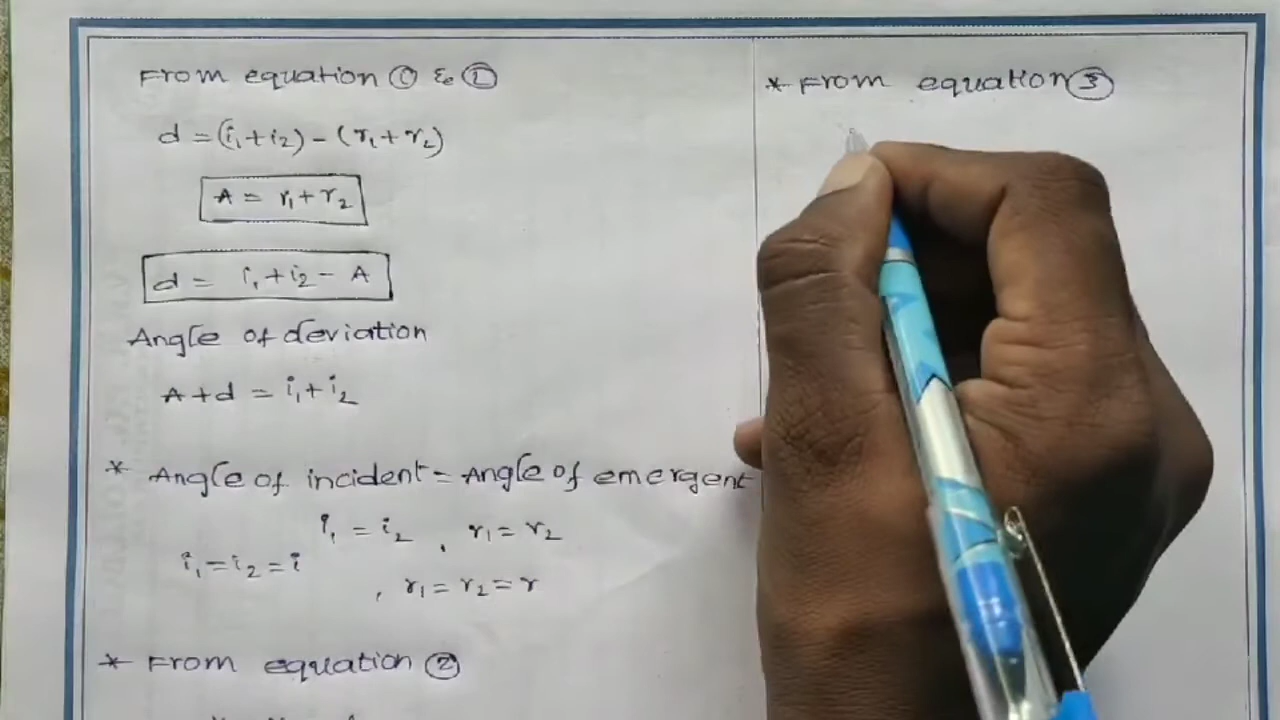 From equation ① & ②
d = (i₁ + i₂) - (r₁ + r₂)
A = r₁ + r₂
d = i₁ + i₂ - A
Angle of deviation
A + d = i₁ + i₂
* Angle of incident = Angle of emergent
i₁ = i₂ , r₁ = r₂
i₁ = i₂ = i
, r₁ = r₂ = r
* From equation ②
* From equation ③